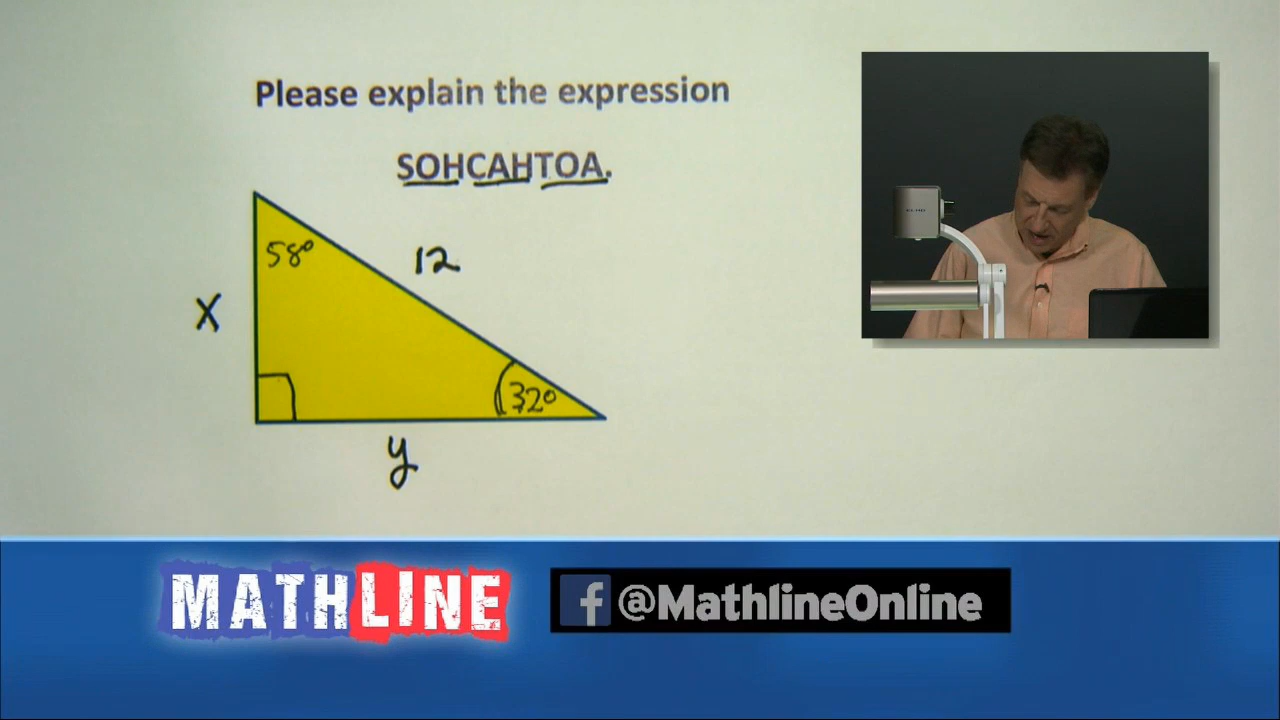 Please explain the expression
SOHCAHTOA.
58°
12
x
32°
y
MATHLINE
f @MathlineOnline